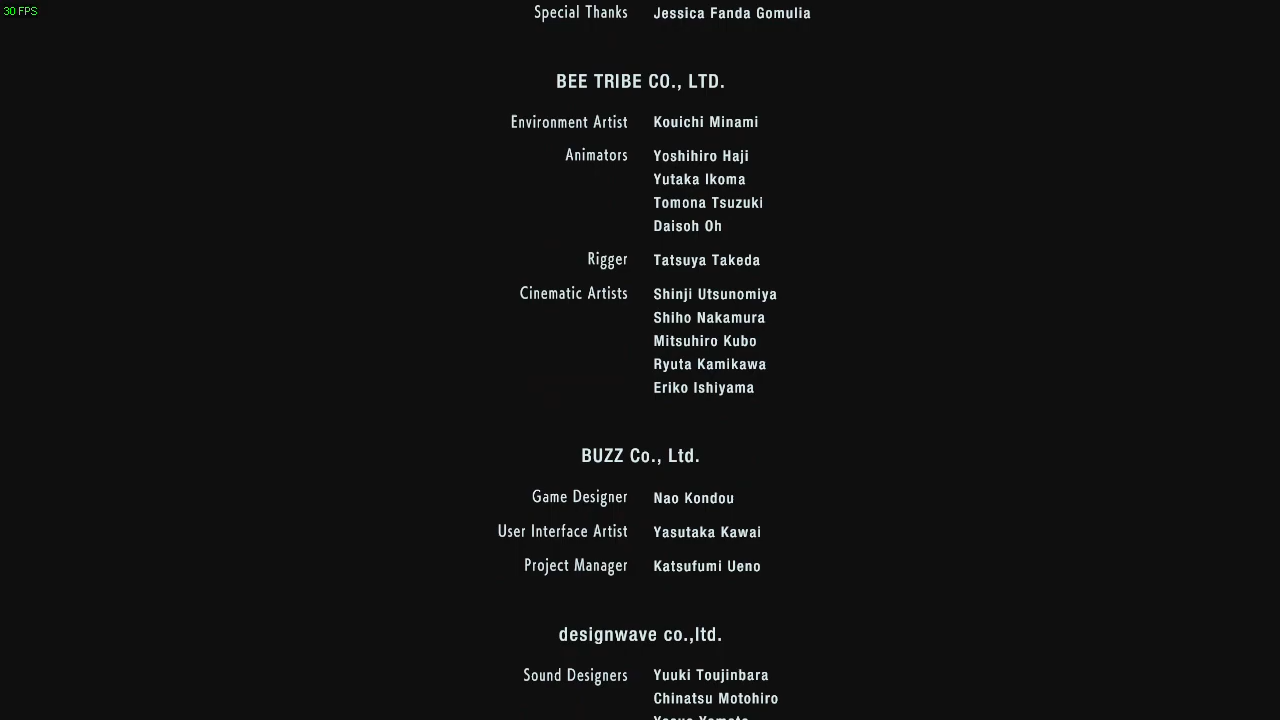 30 FPS
Special Thanks Jessica Fanda Gomulia
BEE TRIBE CO., LTD.
Environment Artist Kouichi Minami
Animators Yoshihiro Haji
Yutaka Ikoma
Tomona Tsuzuki
Daisoh Oh
Rigger Tatsuya Takeda
Cinematic Artists Shinji Utsunomiya
Shiho Nakamura
Mitsuhiro Kubo
Ryuta Kamikawa
Eriko Ishiyama
BUZZ Co., Ltd.
Game Designer Nao Kondou
User Interface Artist Yasutaka Kawai
Project Manager Katsufumi Ueno
designwave co.,ltd.
Sound Designers Yuuki Toujinbara
Chinatsu Motohiro